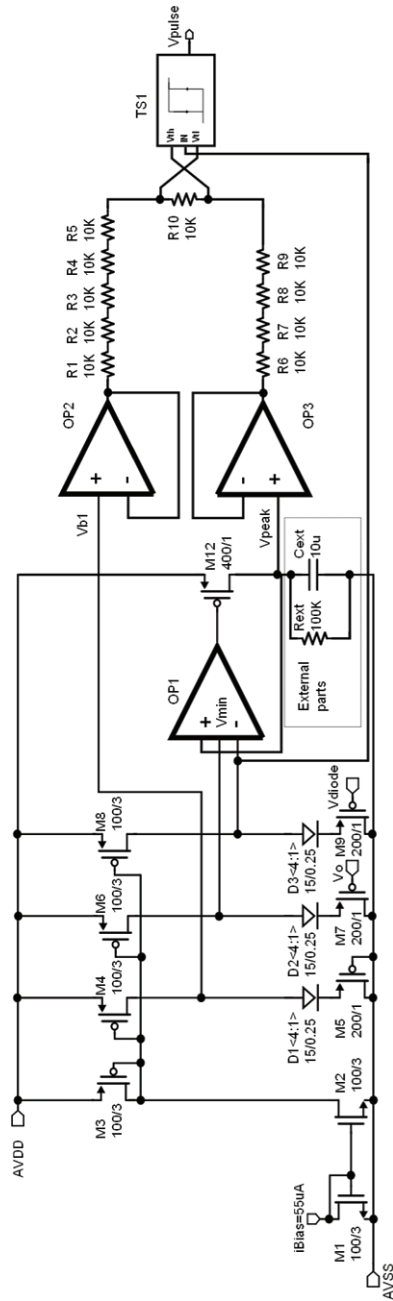 AVDD
AVSS
iBias=55uA
M1
100/3
M2
100/3
M3
100/3
M4
100/3
M6
100/3
M8
100/3
D1<4:1>
15/0.25
D2<4:1>
15/0.25
D3<4:1>
15/0.25
M5
200/1
M7
200/1
M9
200/1
Vo
Vdiode
Vb1
OP1
+
Vmin
-
M12
400/1
Vpeak
Rext
100K
Cext
10u
External
parts
OP2
+
-
OP3
-
+
R1
10K
R2
10K
R3
10K
R4
10K
R5
10K
R6
10K
R7
10K
R8
10K
R9
10K
R10
10K
TS1
Vth
IN
Vtl
Vpulse